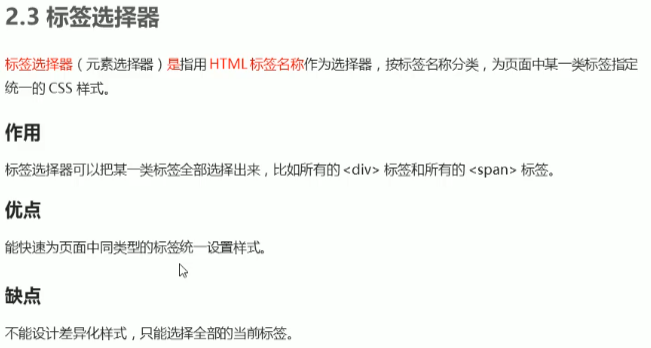 2.3 标签选择器
标签选择器（元素选择器）是指用 HTML 标签名称作为选择器，按标签名称分类，为页面中某一类标签指定
统一的 CSS 样式。
作用
标签选择器可以把某一类标签全部选择出来，比如所有的 <div> 标签和所有的 <span> 标签。
优点
能快速为页面中同类型的标签统一设置样式。
缺点
不能设计差异化样式，只能选择全部的当前标签。